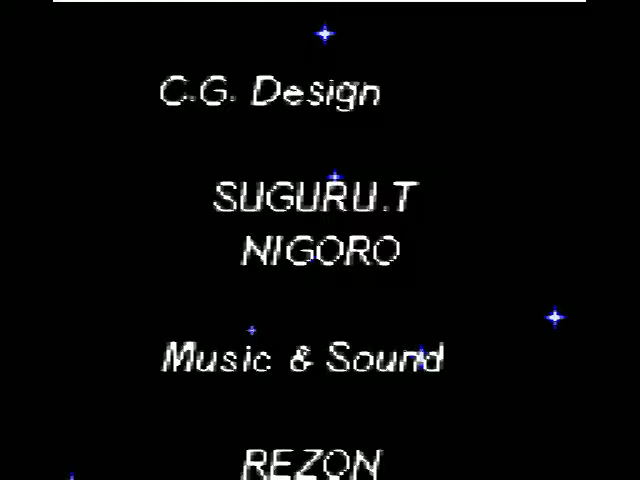 C.G. Design
SUGURU.T
NIGORO
Music & Sound
REZON